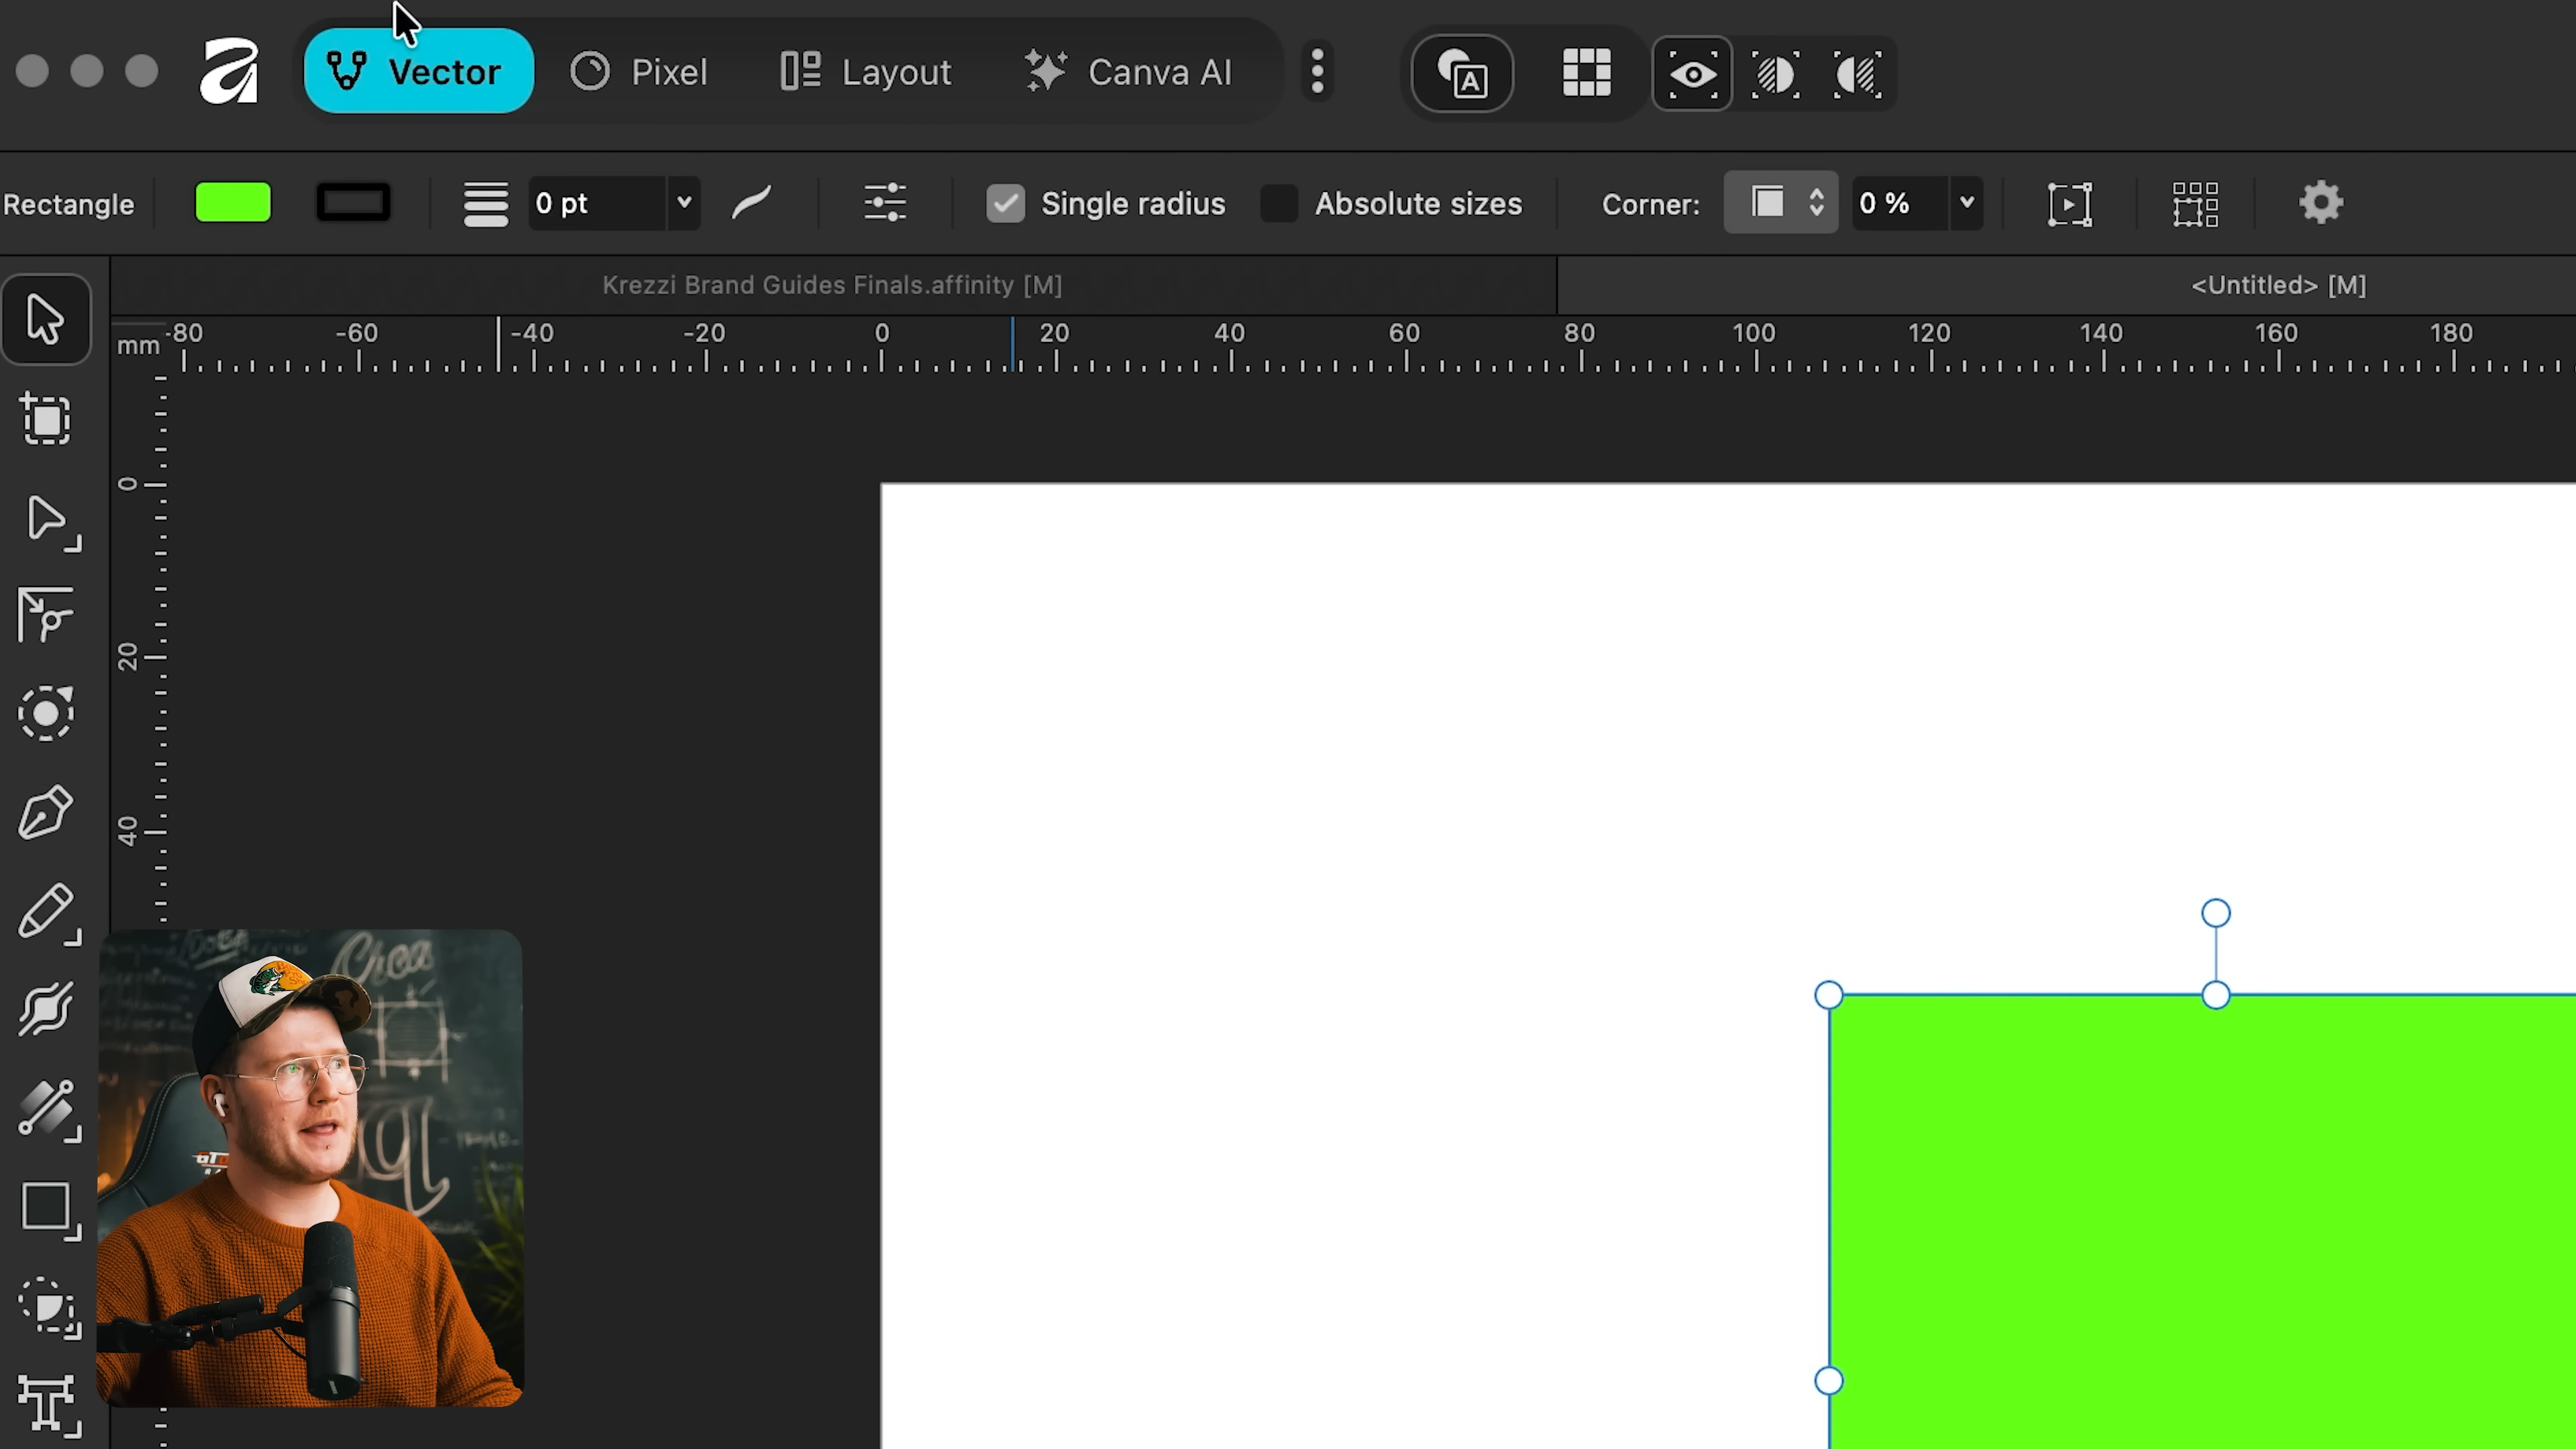 Vector Pixel Layout Canva AI
Rectangle 0 pt Single radius Absolute sizes Corner: 0 %
Krezzi Brand Guides Finals.affinity [M] <Untitled> [M]
mm -80 -60 -40 -20 0 20 40 60 80 100 120 140 160 180
0
20
40
Crea